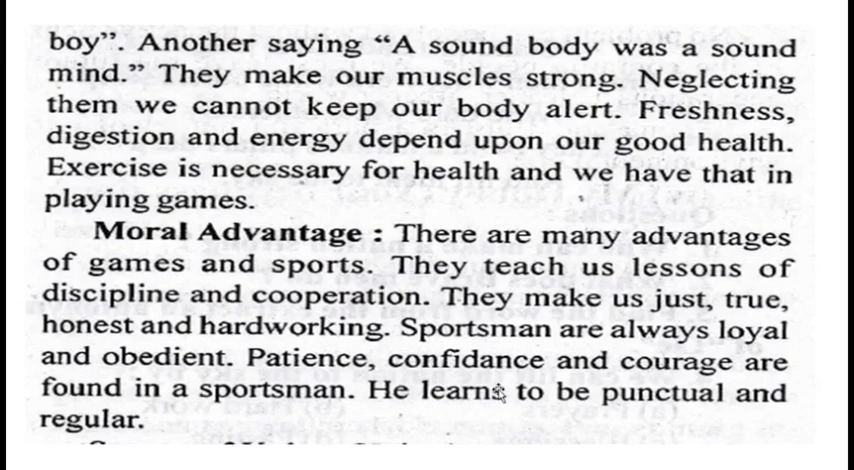 boy”. Another saying “A sound body was a sound
mind.” They make our muscles strong. Neglecting
them we cannot keep our body alert. Freshness,
digestion and energy depend upon our good health.
Exercise is necessary for health and we have that in
playing games.
Moral Advantage : There are many advantages
of games and sports. They teach us lessons of
discipline and cooperation. They make us just, true,
honest and hardworking. Sportsman are always loyal
and obedient. Patience, confidance and courage are
found in a sportsman. He learns to be punctual and
regular.